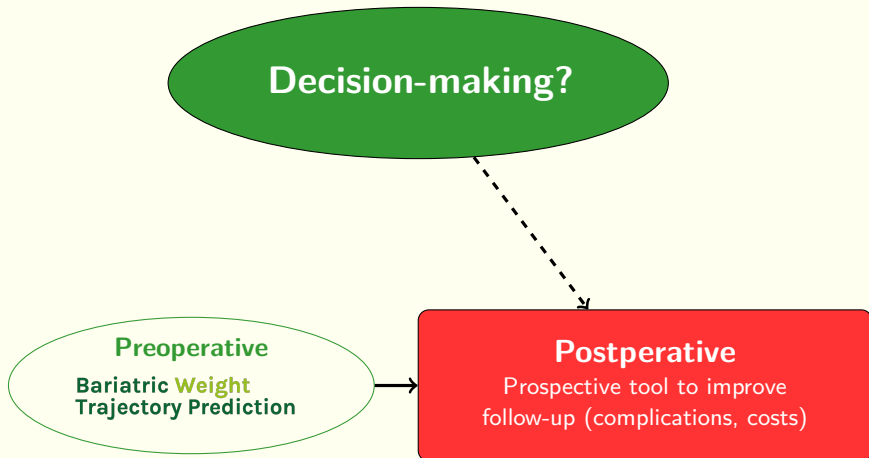 Decision-making?
Preoperative
Bariatric Weight
Trajectory Prediction
Postperative
Prospective tool to improve
follow-up (complications, costs)